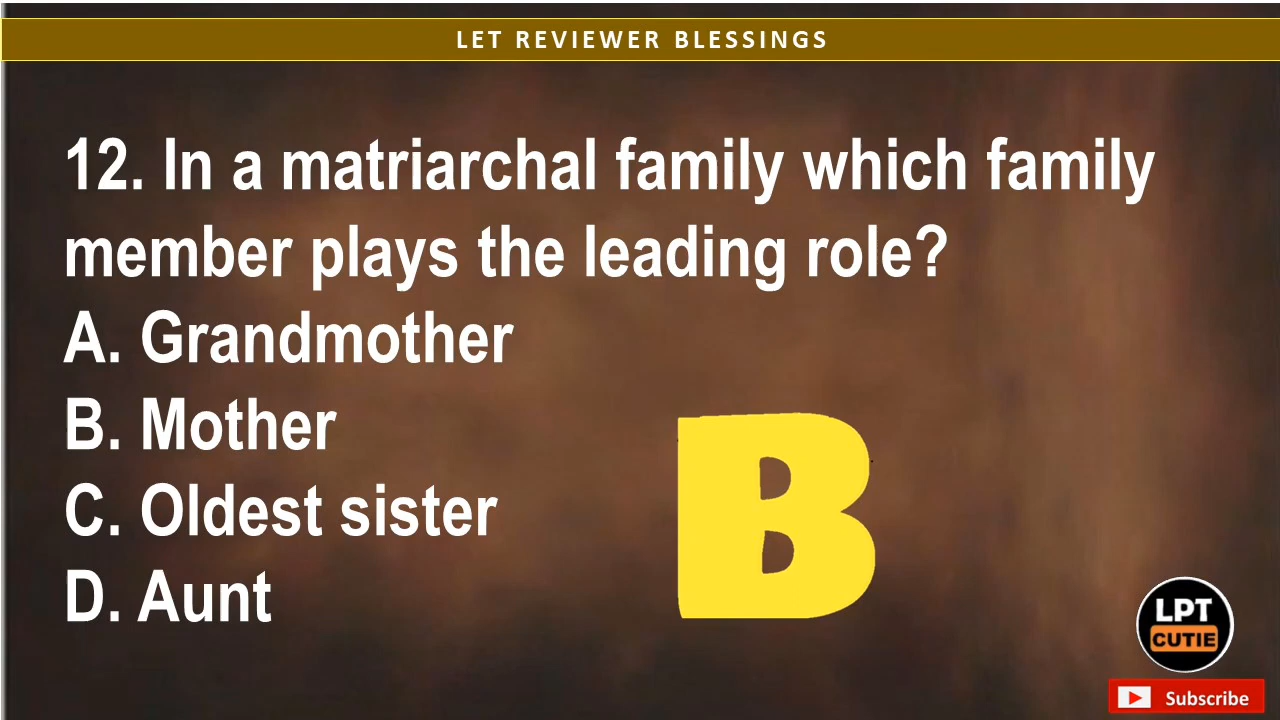 LET REVIEWER BLESSINGS
12. In a matriarchal family which family
member plays the leading role?
A. Grandmother
B. Mother
C. Oldest sister
D. Aunt
B
LPT
CUTIE
Subscribe